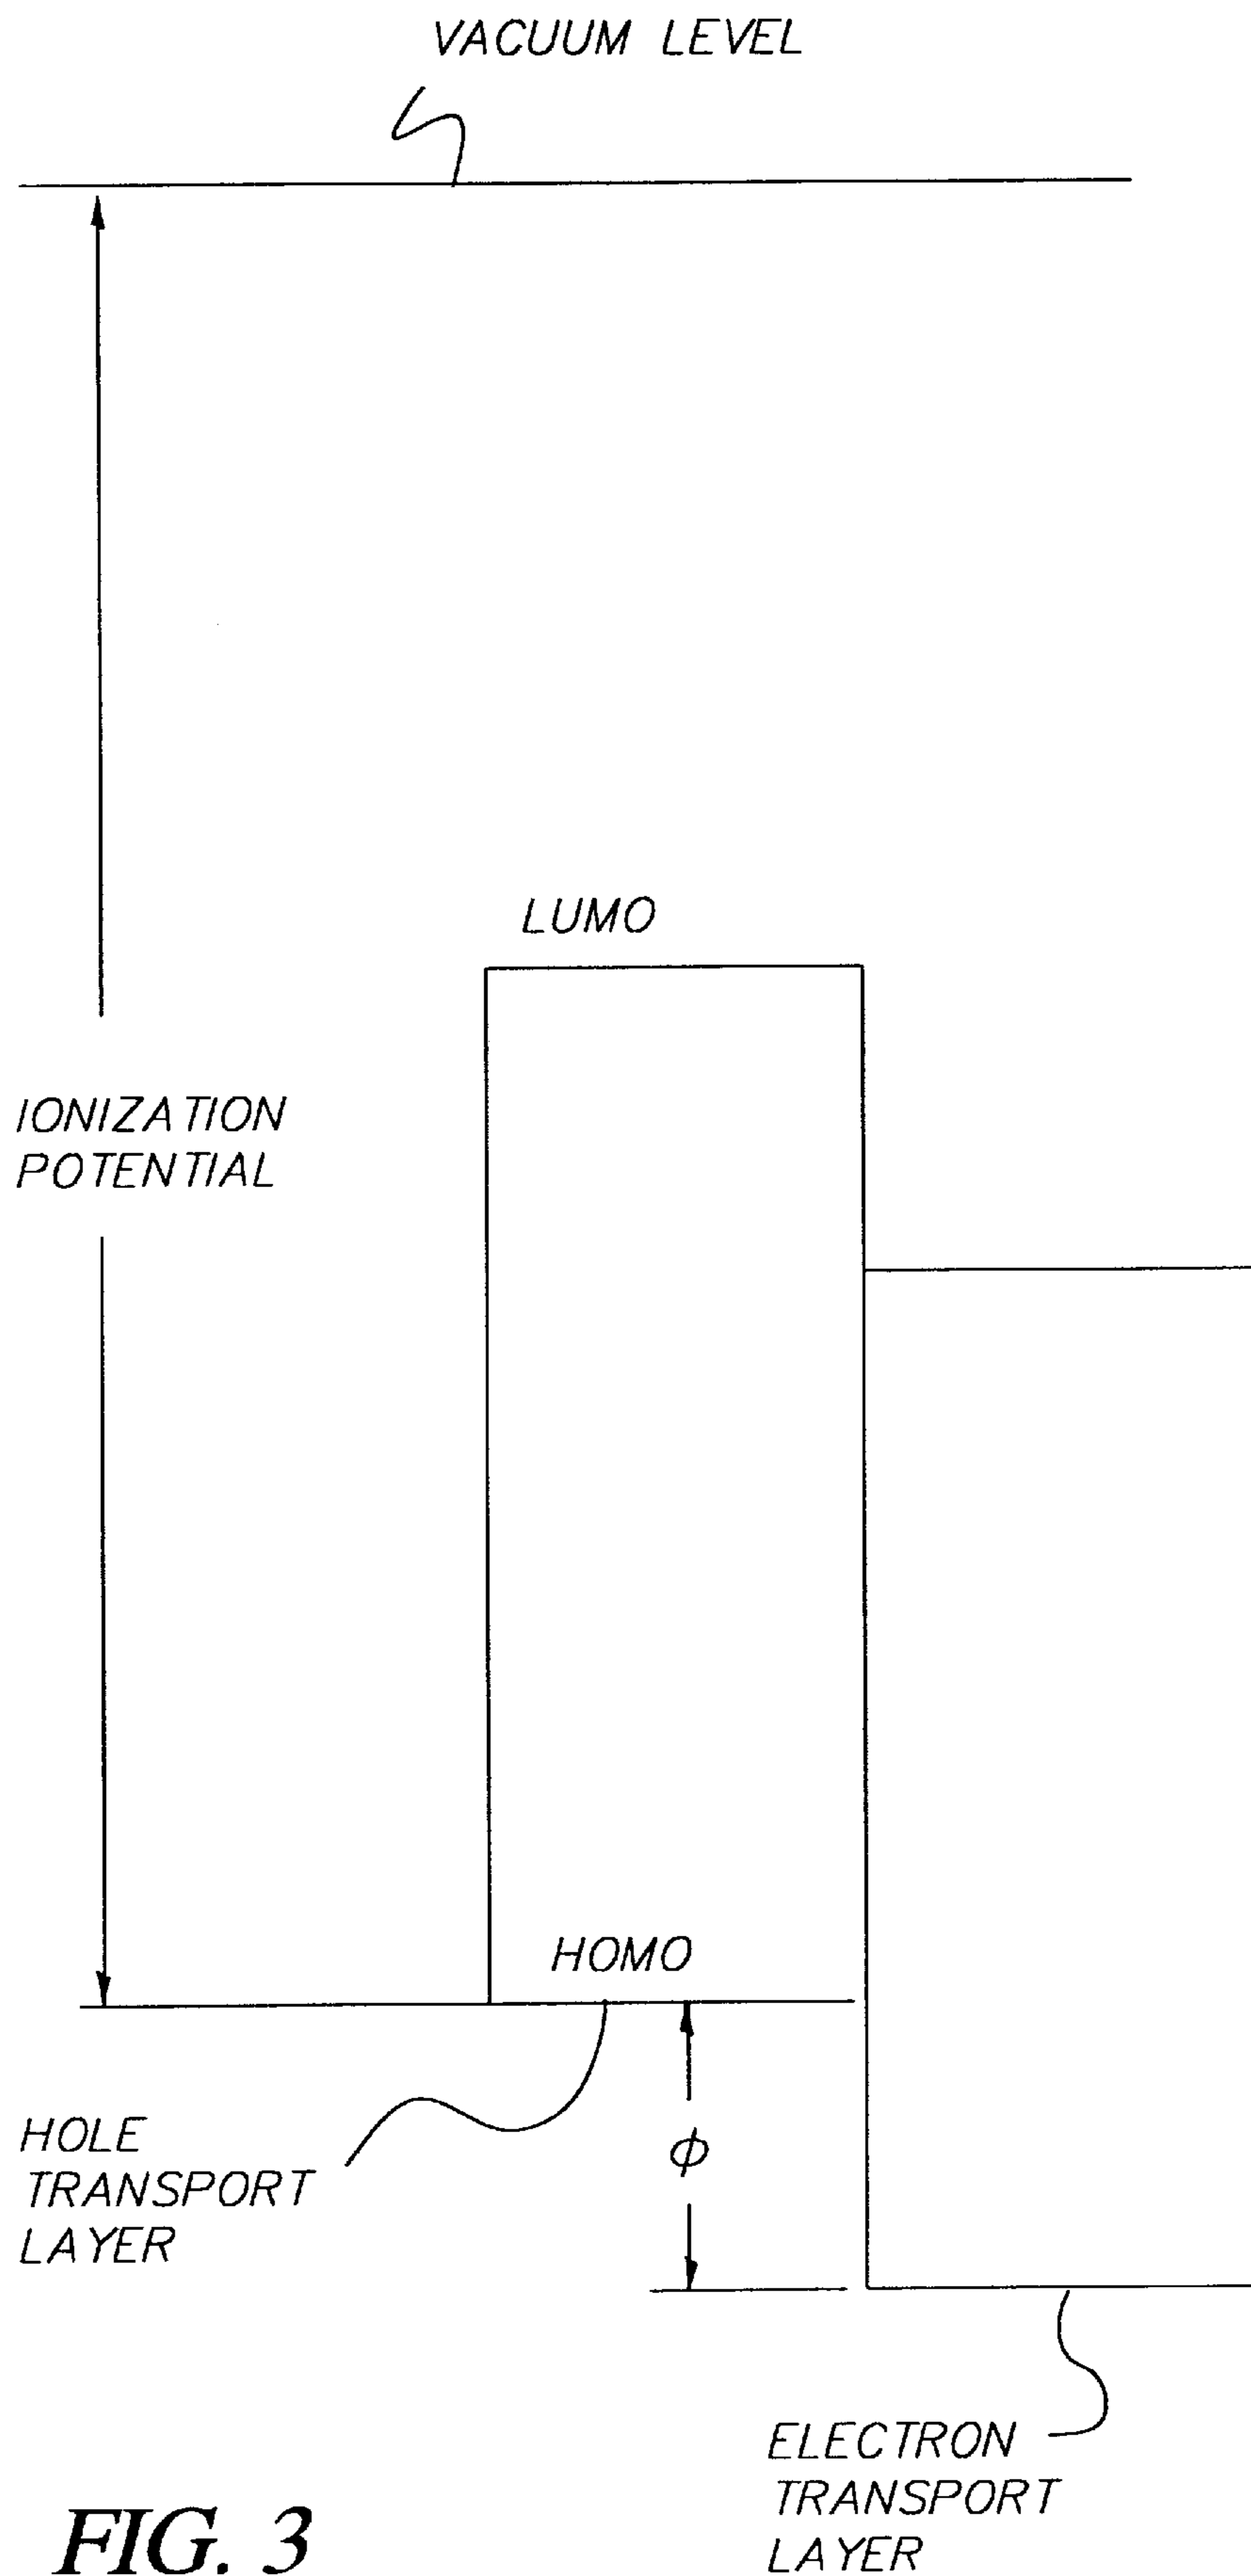 VACUUM LEVEL
LUMO
IONIZATION
POTENTIAL
HOMO
HOLE
TRANSPORT
LAYER
ϕ
ELECTRON
TRANSPORT
LAYER
FIG. 3